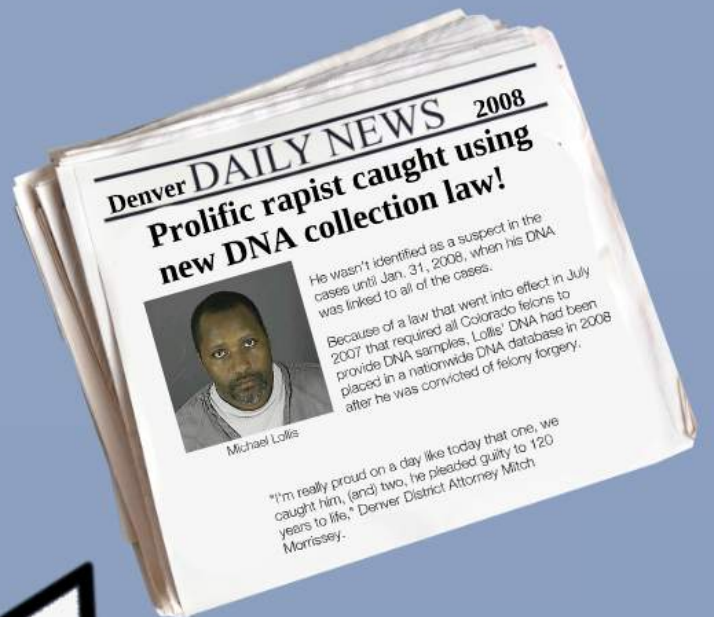 Denver DAILY NEWS 2008
Prolific rapist caught using
new DNA collection law!
He wasn't identified as a suspect in the
cases until Jan. 31, 2008, when his DNA
was linked to all of the cases.
Because of a law that went into effect in July
2007 that required all Colorado felons to
provide DNA samples, Lollis' DNA had been
placed in a nationwide DNA database in 2008
after he was convicted of felony forgery.
Michael Lollis
"I'm really proud on a day like today that one, we
caught him, (and) two, he pleaded guilty to 120
years to life," Denver District Attorney Mitch
Morrissey.